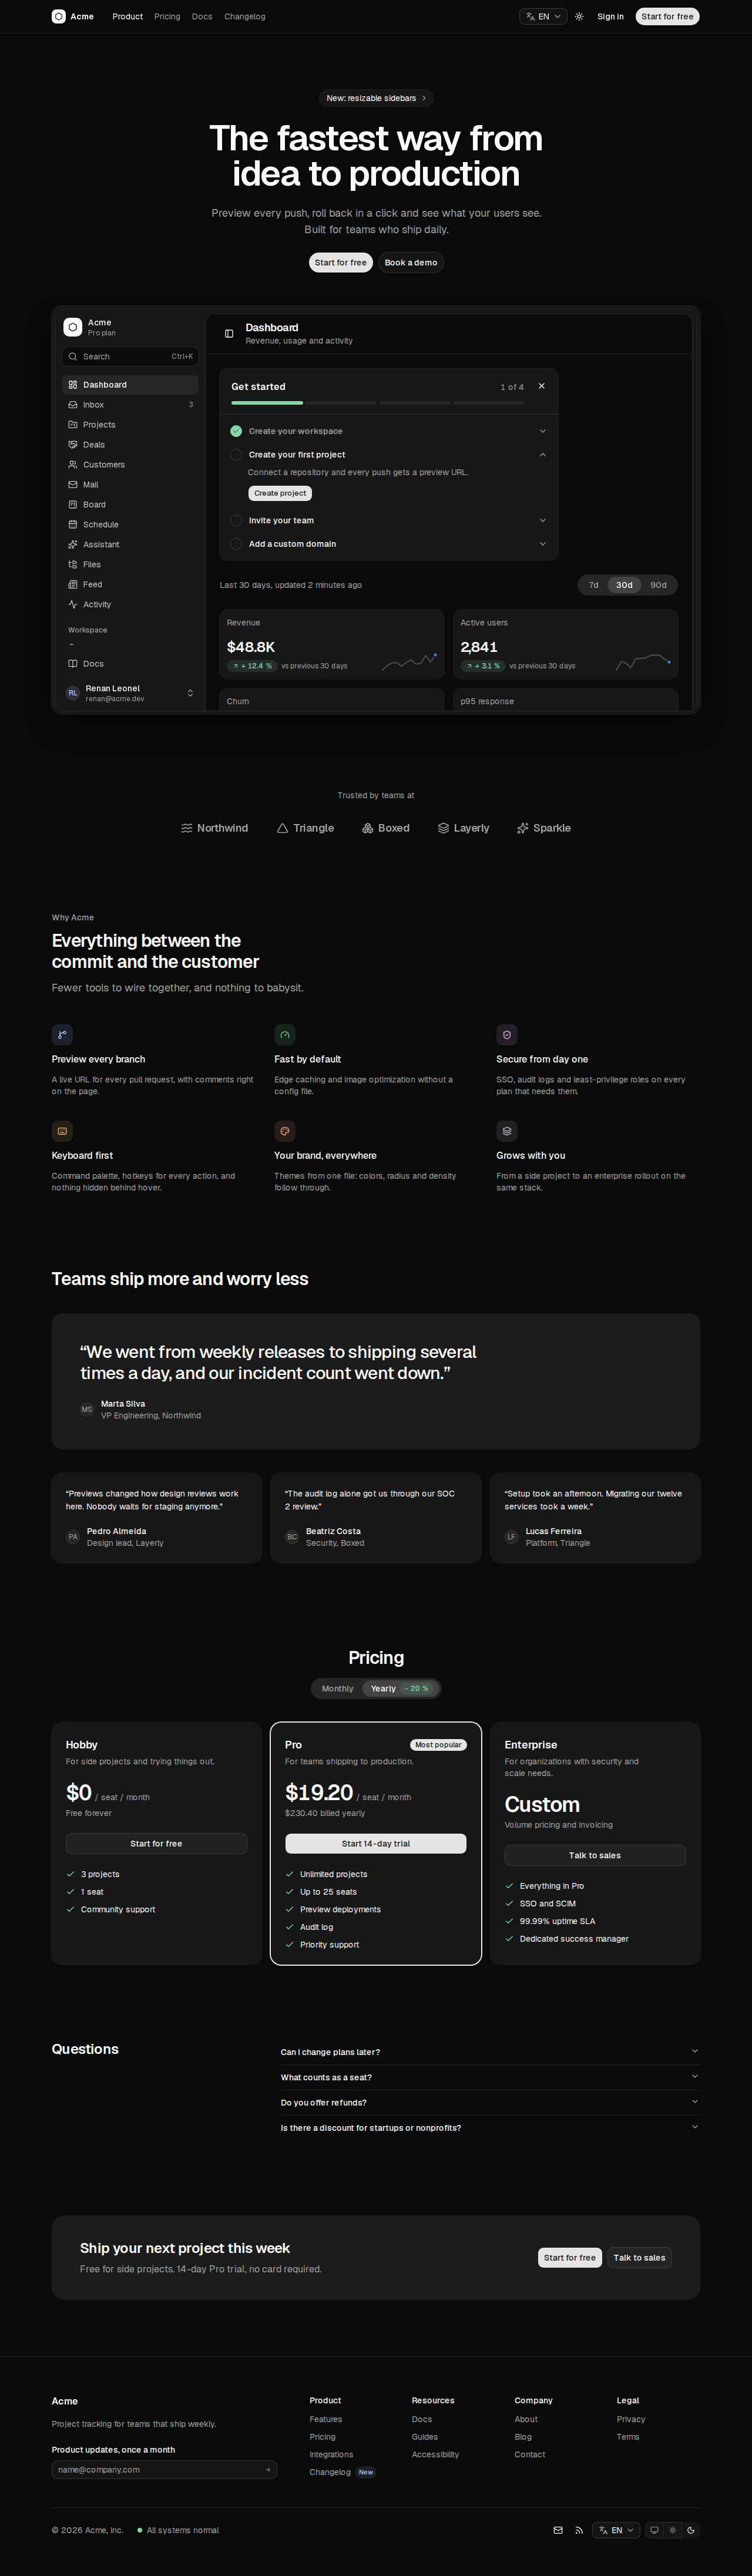 Acme
Product
Pricing
Docs
Changelog
EN
Sign in
Start for free
New: resizable sidebars
The fastest way from
idea to production
Preview every push, roll back in a click and see what your users see.
Built for teams who ship daily.
Start for free
Book a demo
Acme
Pro plan
Search
Ctrl+K
Dashboard
Inbox
3
Projects
Deals
Customers
Mail
Board
Schedule
Assistant
Files
Feed
Activity
Workspace
Docs
RL
Renan Leonel
renan@acme.dev
Dashboard
Revenue, usage and activity
Get started
1 of 4
Create your workspace
Create your first project
Connect a repository and every push gets a preview URL.
Create project
Invite your team
Add a custom domain
Last 30 days, updated 2 minutes ago
7d
30d
90d
Revenue
$48.8K
+ 12.4 %
vs previous 30 days
Active users
2,841
+ 3.1 %
vs previous 30 days
Churn
p95 response
Trusted by teams at
Northwind
Triangle
Boxed
Layerly
Sparkle
Why Acme
Everything between the
commit and the customer
Fewer tools to wire together, and nothing to babysit.
Preview every branch
A live URL for every pull request, with comments right
on the page.
Fast by default
Edge caching and image optimization without a
config file.
Secure from day one
SSO, audit logs and least-privilege roles on every
plan that needs them.
Keyboard first
Command palette, hotkeys for every action, and
nothing hidden behind hover.
Your brand, everywhere
Themes from one file: colors, radius and density
follow through.
Grows with you
From a side project to an enterprise rollout on the
same stack.
Teams ship more and worry less
“We went from weekly releases to shipping several
times a day, and our incident count went down.”
MS
Marta Silva
VP Engineering, Northwind
“Previews changed how design reviews work
here. Nobody waits for staging anymore.”
PA
Pedro Almeida
Design lead, Layerly
“The audit log alone got us through our SOC
2 review.”
BC
Beatriz Costa
Security, Boxed
“Setup took an afternoon. Migrating our twelve
services took a week.”
LF
Lucas Ferreira
Platform, Triangle
Pricing
Monthly
Yearly
− 20 %
Hobby
For side projects and trying things out.
$0 / seat / month
Free forever
Start for free
3 projects
1 seat
Community support
Pro
Most popular
For teams shipping to production.
$19.20 / seat / month
$230.40 billed yearly
Start 14-day trial
Unlimited projects
Up to 25 seats
Preview deployments
Audit log
Priority support
Enterprise
For organizations with security and
scale needs.
Custom
Volume pricing and invoicing
Talk to sales
Everything in Pro
SSO and SCIM
99.99% uptime SLA
Dedicated success manager
Questions
Can I change plans later?
What counts as a seat?
Do you offer refunds?
Is there a discount for startups or nonprofits?
Ship your next project this week
Free for side projects. 14-day Pro trial, no card required.
Start for free
Talk to sales
Acme
Project tracking for teams that ship weekly.
Product updates, once a month
name@company.com
Product
Features
Pricing
Integrations
Changelog
New
Resources
Docs
Guides
Accessibility
Company
About
Blog
Contact
Legal
Privacy
Terms
© 2026 Acme, Inc.
All systems normal
EN